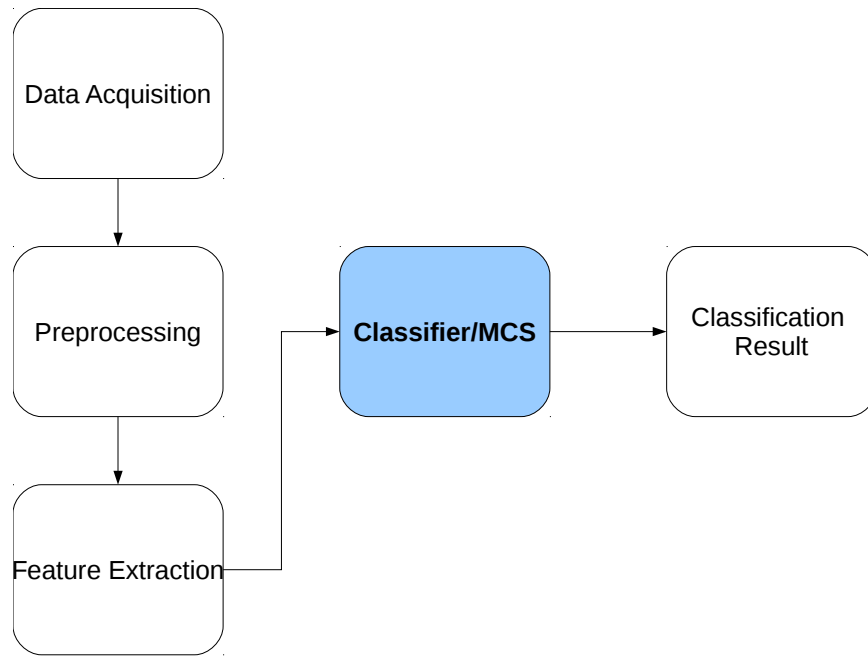 Data Acquisition
Preprocessing
Feature Extraction
Classifier/MCS
Classification
Result